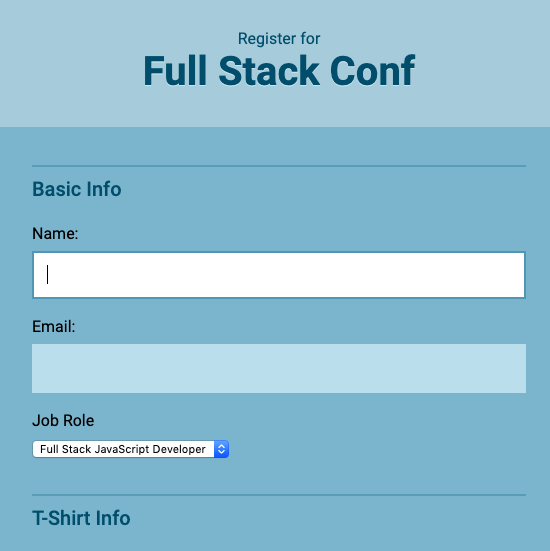 Register for
Full Stack Conf
Basic Info
Name:
Email:
Job Role
Full Stack JavaScript Developer
T-Shirt Info